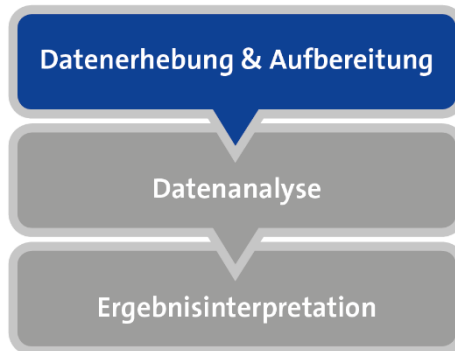 Datenerhebung & Aufbereitung
Datenanalyse
Ergebnisinterpretation